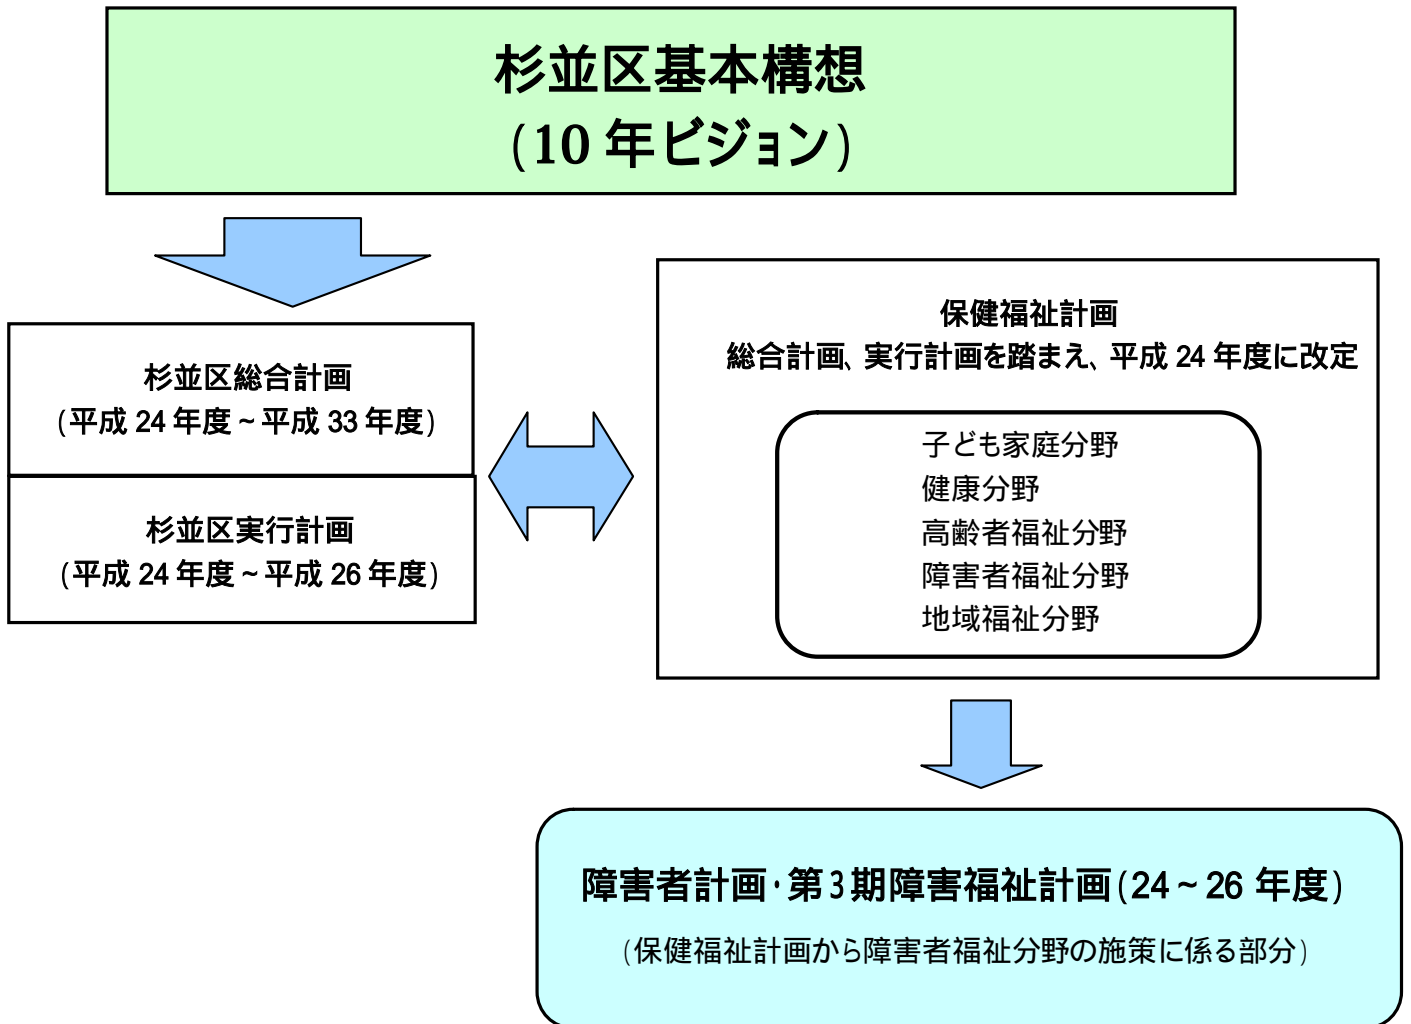 杉並区基本構想
(10 年ビジョン)
杉並区総合計画
(平成 24 年度～平成 33 年度)
杉並区実行計画
(平成 24 年度～平成 26 年度)
保健福祉計画
総合計画、実行計画を踏まえ、平成 24 年度に改定
子ども家庭分野
健康分野
高齢者福祉分野
障害者福祉分野
地域福祉分野
障害者計画・第3期障害福祉計画(24～26 年度)
(保健福祉計画から障害者福祉分野の施策に係る部分)